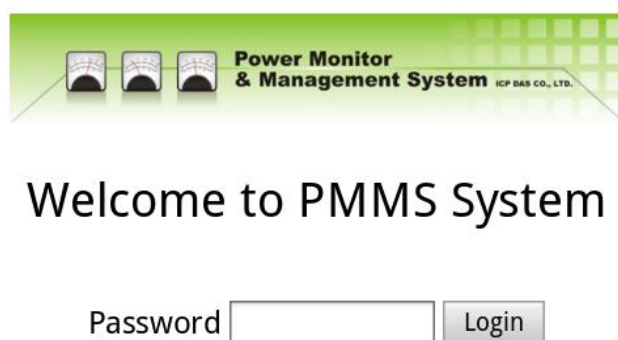 Power Monitor
& Management System ICP DAS CO., LTD.
Welcome to PMMS System
Password
Login